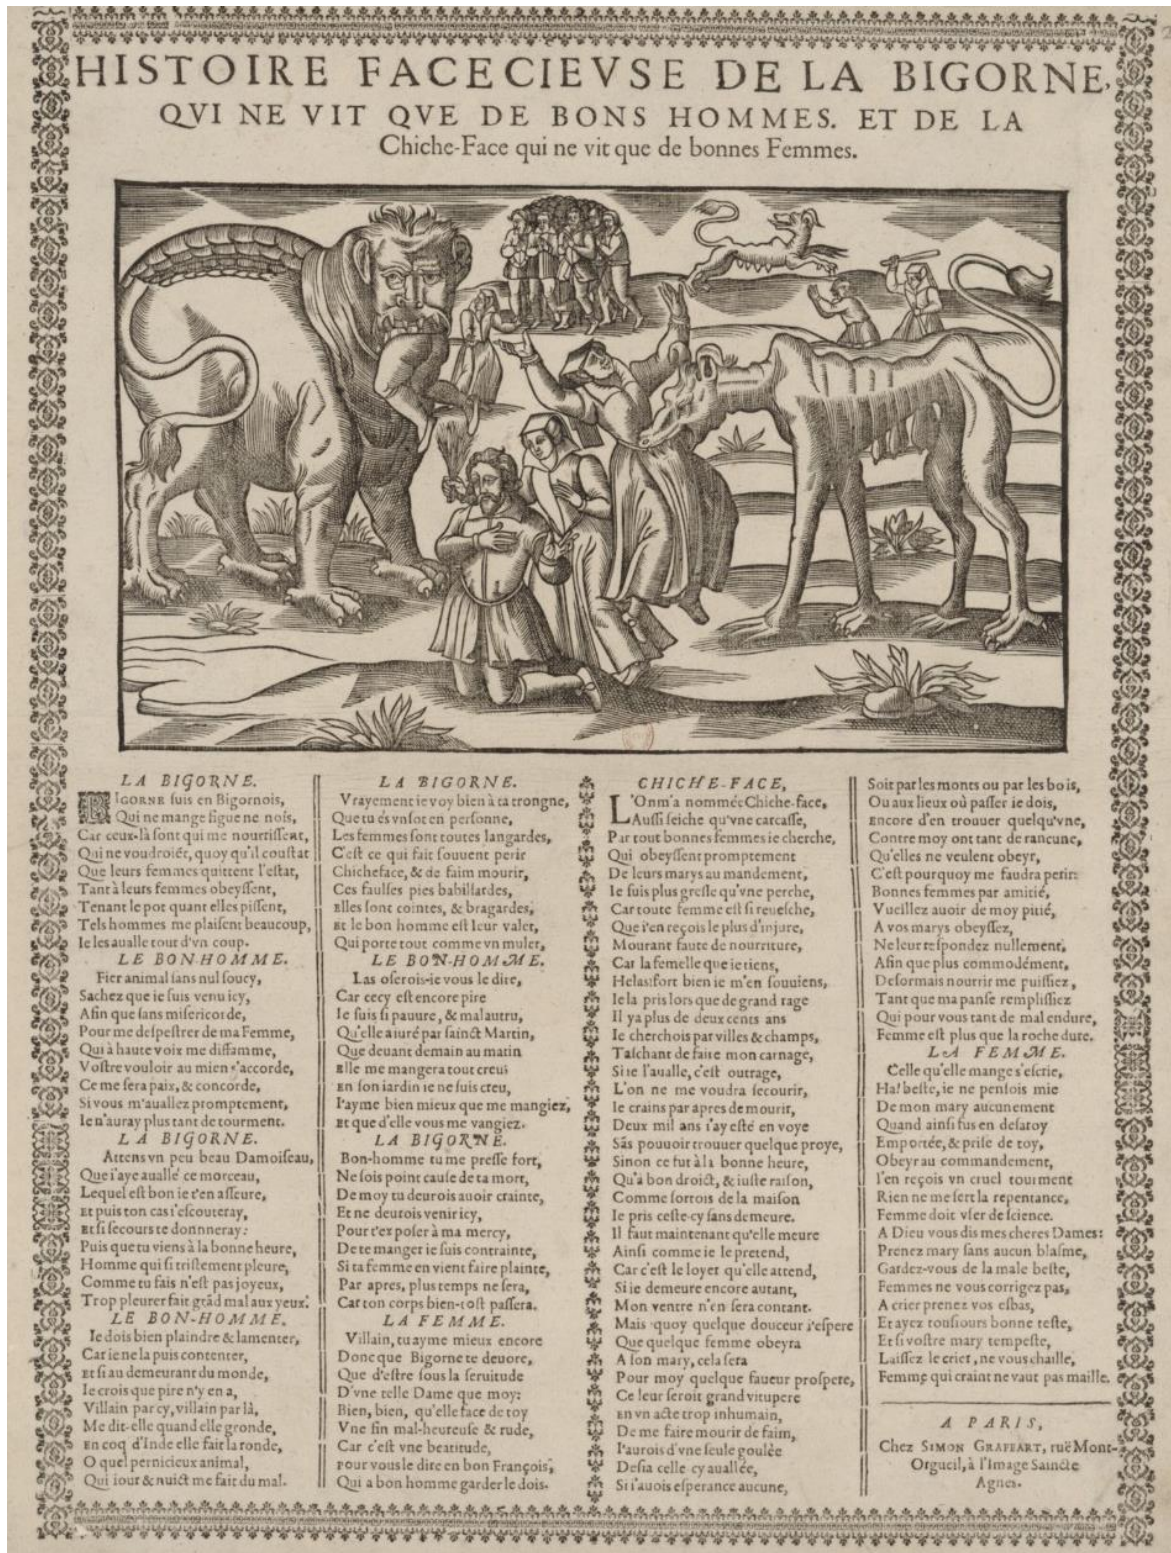 HISTOIRE FACECIEVSE DE LA BIGORNE,
QVI NE VIT QVE DE BONS HOMMES. ET DE LA
Chiche-Face qui ne vit que de bonnes Femmes.
LA BIGORNE.
BIGORNE suis en Bigornois,
Qui ne mange figue ne nois,
Car ceux-là sont qui me nourrissent,
Qui ne voudroiēt, quoy qu'il coustat
Que leurs femmes quittent l'estat,
Tant à leurs femmes obeyssent,
Tenant le pot quant elles pissent,
Tels hommes me plaisent beaucoup,
Ie les aualle tout d'vn coup.
LE BON-HOMME.
Fier animal sans nul soucy,
Sachez que ie suis venu icy,
Afin que sans misericorde,
Pour me despestrer de ma Femme,
Qui à haute voix me diffamme,
Vostre vouloir au mien s'accorde,
Ce me sera paix, & concorde,
Si vous m'auallez promptement,
Ie n'auray plus tant de tourment.
LA BIGORNE.
Attens vn peu beau Damoiseau,
Que i'aye auallé ce morceau,
Lequel est bon ie t'en asseure,
Et puis ton cas i'escouteray,
Et si secours te donnneray:
Puis que tu viens à la bonne heure,
Homme qui si tristement pleure,
Comme tu fais n'est pas joyeux,
Trop pleurer fait grād mal aux yeux.
LE BON-HOMME.
Ie dois bien plaindre & lamenter,
Car ie ne la puis contenter,
Et si au demeurant du monde,
Ie crois que pire n'y en a,
Villain par cy, villain par là,
Me dit-elle quand elle gronde,
En coq d'Inde elle fait la ronde,
O quel pernicieux animal,
Qui iour & nuict me fait du mal.
LA BIGORNE.
Vrayement ie voy bien à ta trongne,
Que tu és vn sot en personne,
Les femmes sont toutes langardes,
C'est ce qui fait souuent perir
Chicheface, & de faim mourir,
Ces faulses pies babillardes,
Elles sont cointes, & bragardes,
Et le bon homme est leur valet,
Qui porte tout comme vn mulet,
LE BON-HOMME.
Las oserois-ie vous le dire,
Car cecy est encore pire
Ie suis si pauure, & malautru,
Qu'elle a iuré par sainct Martin,
Que deuant demain au matin
Elle me mangera tout creu:
En son iardin ie ne suis creu,
I'ayme bien mieux que me mangiez,
Et que d'elle vous me vangiez.
LA BIGORNE.
Bon-homme tu me presse fort,
Ne sois point cause de ta mort,
De moy tu deurois auoir crainte,
Et ne deurois venir icy,
Pour t'exposer à ma mercy,
De te manger ie suis contrainte,
Si ta femme en vient faire plainte,
Par apres, plus temps ne sera,
Car ton corps bien-tost passera.
LA FEMME.
Villain, tu ayme mieux encore
Doncque Bigorne te deuore,
Que d'estre sous la seruitude
D'vne telle Dame que moy:
Bien, bien, qu'elle face de toy
Vne fin mal-heureuse & rude,
Car c'est vne beatitude,
Pour vous le dire en bon François,
Qui a bon homme garder le dois.
CHICHE-FACE,
L'On m'a nommée Chiche-face,
Aussi seiche qu'vne carcasse,
Par tout bonnes femmes ie cherche,
Qui obeyssent promptement
De leurs marys au mandement,
Ie suis plus gresle qu'vne perche,
Car toute femme est si reuesche,
Que i'en reçois le plus d'injure,
Mourant faute de nourriture,
Car la femelle que ie tiens,
Helas! fort bien ie m'en souuiens,
Ie la pris lors que de grand rage
Il ya plus de deux cents ans
Ie cherchois par villes & champs,
Taschant de faire mon carnage,
Si ie l'aualle, c'est outrage,
L'on ne me voudra secourir,
Ie crains par apres de mourir,
Deux mil ans i'ay esté en voye
Sās pouuoir trouuer quelque proye,
Sinon ce fut à la bonne heure,
Qu'à bon droict, & iuste raison,
Comme sortois de la maison
Ie pris ceste-cy sans demeure.
Il faut maintenant qu'elle meure
Ainsi comme ie le pretend,
Car c'est le loyer qu'elle attend,
Si ie demeure encore autant,
Mon ventre n'en sera contant.
Mais quoy quelque douceur i'espere
Que quelque femme obeyra
A son mary, cela sera
Pour moy quelque faueur prospere,
Ce leur seroit grand vitupere
En vn acte trop inhumain,
De me faire mourir de faim,
I'aurois d'vne seule goulée
Desia celle cy auallée,
Si i'auois esperance aucune,
Soit par les monts ou par les bois,
Ou aux lieux où passer ie dois,
Encore d'en trouuer quelqu'vne,
Contre moy ont tant de rancune,
Qu'elles ne veulent obeyr,
C'est pourquoy me faudra perir:
Bonnes femmes par amitié,
Vueillez auoir de moy pitié,
A vos marys obeyssez,
Ne leur respondez nullement,
Afin que plus commodément,
Desormais nourrir me puissiez,
Tant que ma panse remplissiez
Qui pour vous tant de mal endure,
Femme est plus que la roche dure.
LA FEMME.
Celle qu'elle mange s'escrie,
Ha! beste, ie ne pensois mie
De mon mary aucunement
Quand ainsi fus en desaroy
Emportée, & prise de toy,
Obeyr au commandement,
I'en reçois vn cruel tourment
Rien ne me sert la repentance,
Femme doit vser de science.
A Dieu vous dis mes cheres Dames:
Prenez mary sans aucun blasme,
Gardez-vous de la male beste,
Femmes ne vous corrigez pas,
A crier prenez vos esbas,
Et ayez tousiours bonne teste,
Et si vostre mary tempeste,
Laissez le crier, ne vous chaille,
Femme qui craint ne vaut pas maille.
A PARIS,
Chez SIMON GRAFFART, ruë Mont-
Orgueil, à l'Image Saincte
Agnes.